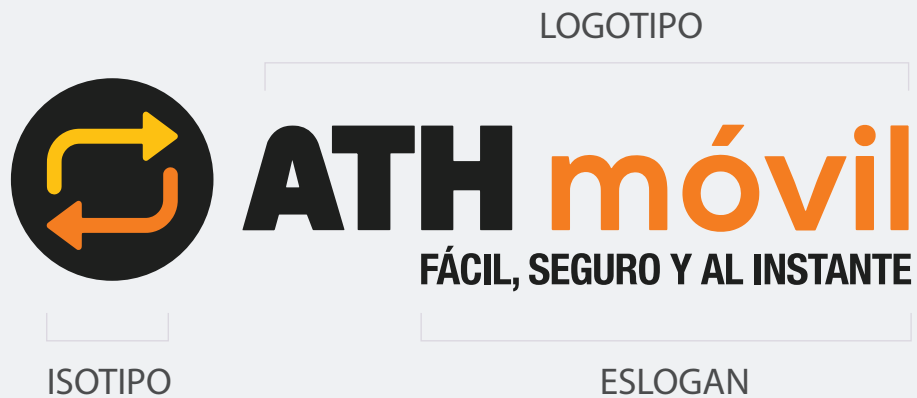 LOGOTIPO
ATH móvil
FÁCIL, SEGURO Y AL INSTANTE
ISOTIPO
ESLOGAN